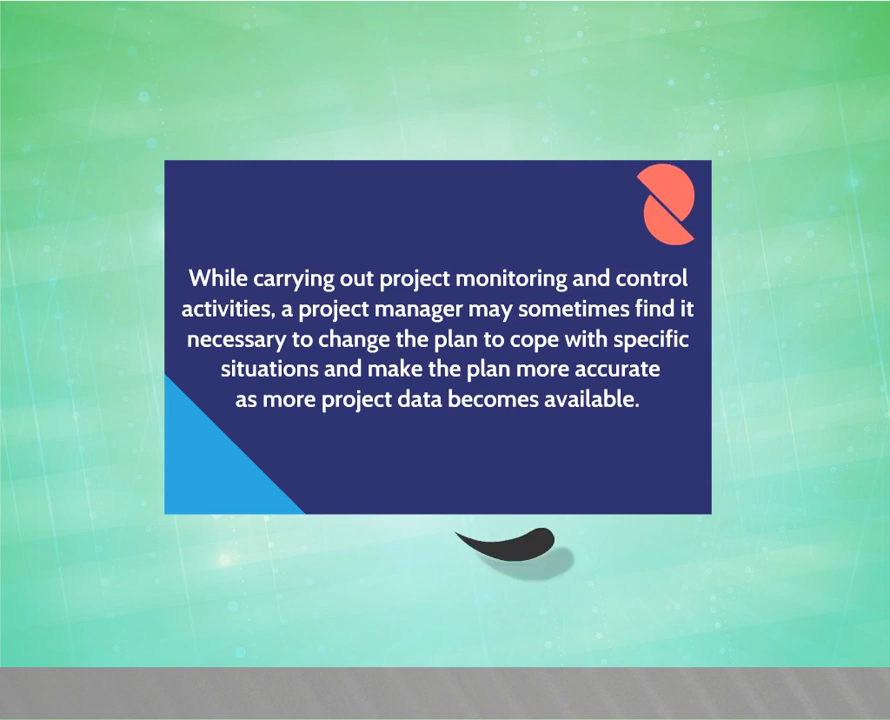 While carrying out project monitoring and control
activities, a project manager may sometimes find it
necessary to change the plan to cope with specific
situations and make the plan more accurate
as more project data becomes available.